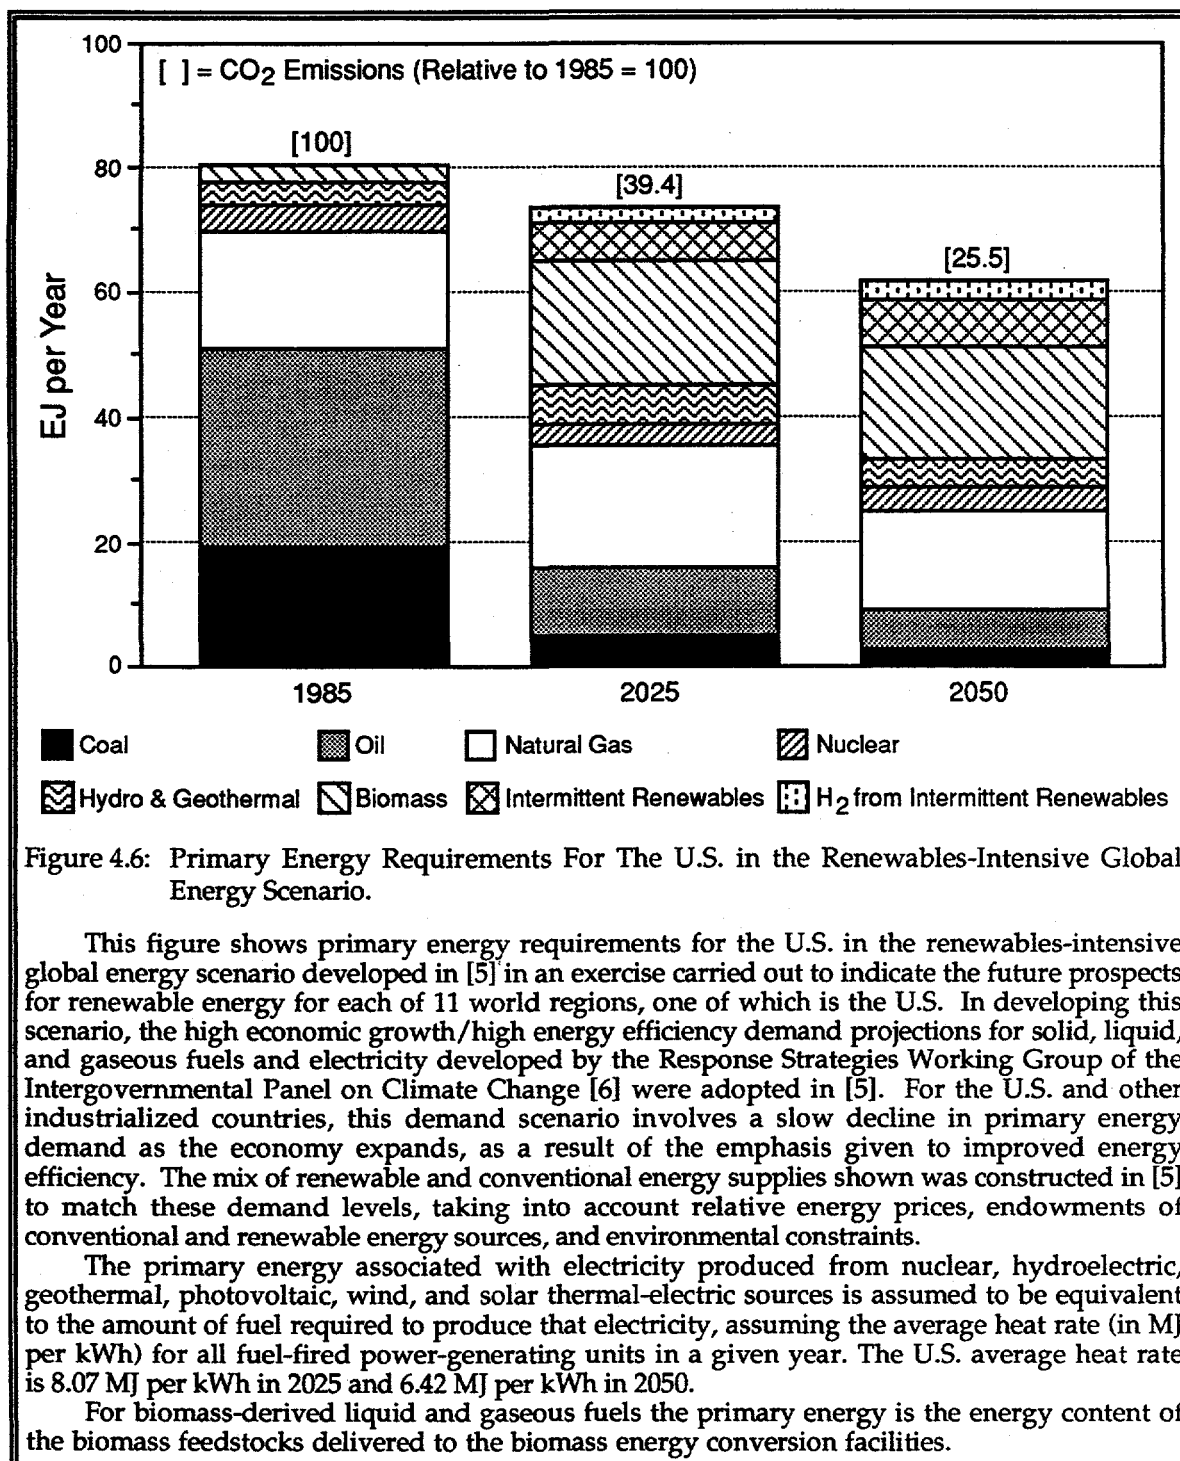 100
[ ] = CO2 Emissions (Relative to 1985 = 100)
[100]
80
[39.4]
[25.5]
60
EJ per Year
40
20
0
1985 2025 2050
Coal Oil Natural Gas Nuclear
Hydro & Geothermal Biomass Intermittent Renewables H2 from Intermittent Renewables
Figure 4.6: Primary Energy Requirements For The U.S. in the Renewables-Intensive Global
Energy Scenario.
This figure shows primary energy requirements for the U.S. in the renewables-intensive
global energy scenario developed in [5] in an exercise carried out to indicate the future prospects
for renewable energy for each of 11 world regions, one of which is the U.S. In developing this
scenario, the high economic growth/high energy efficiency demand projections for solid, liquid,
and gaseous fuels and electricity developed by the Response Strategies Working Group of the
Intergovernmental Panel on Climate Change [6] were adopted in [5]. For the U.S. and other
industrialized countries, this demand scenario involves a slow decline in primary energy
demand as the economy expands, as a result of the emphasis given to improved energy
efficiency. The mix of renewable and conventional energy supplies shown was constructed in [5]
to match these demand levels, taking into account relative energy prices, endowments of
conventional and renewable energy sources, and environmental constraints.
The primary energy associated with electricity produced from nuclear, hydroelectric,
geothermal, photovoltaic, wind, and solar thermal-electric sources is assumed to be equivalent
to the amount of fuel required to produce that electricity, assuming the average heat rate (in MJ
per kWh) for all fuel-fired power-generating units in a given year. The U.S. average heat rate
is 8.07 MJ per kWh in 2025 and 6.42 MJ per kWh in 2050.
For biomass-derived liquid and gaseous fuels the primary energy is the energy content of
the biomass feedstocks delivered to the biomass energy conversion facilities.